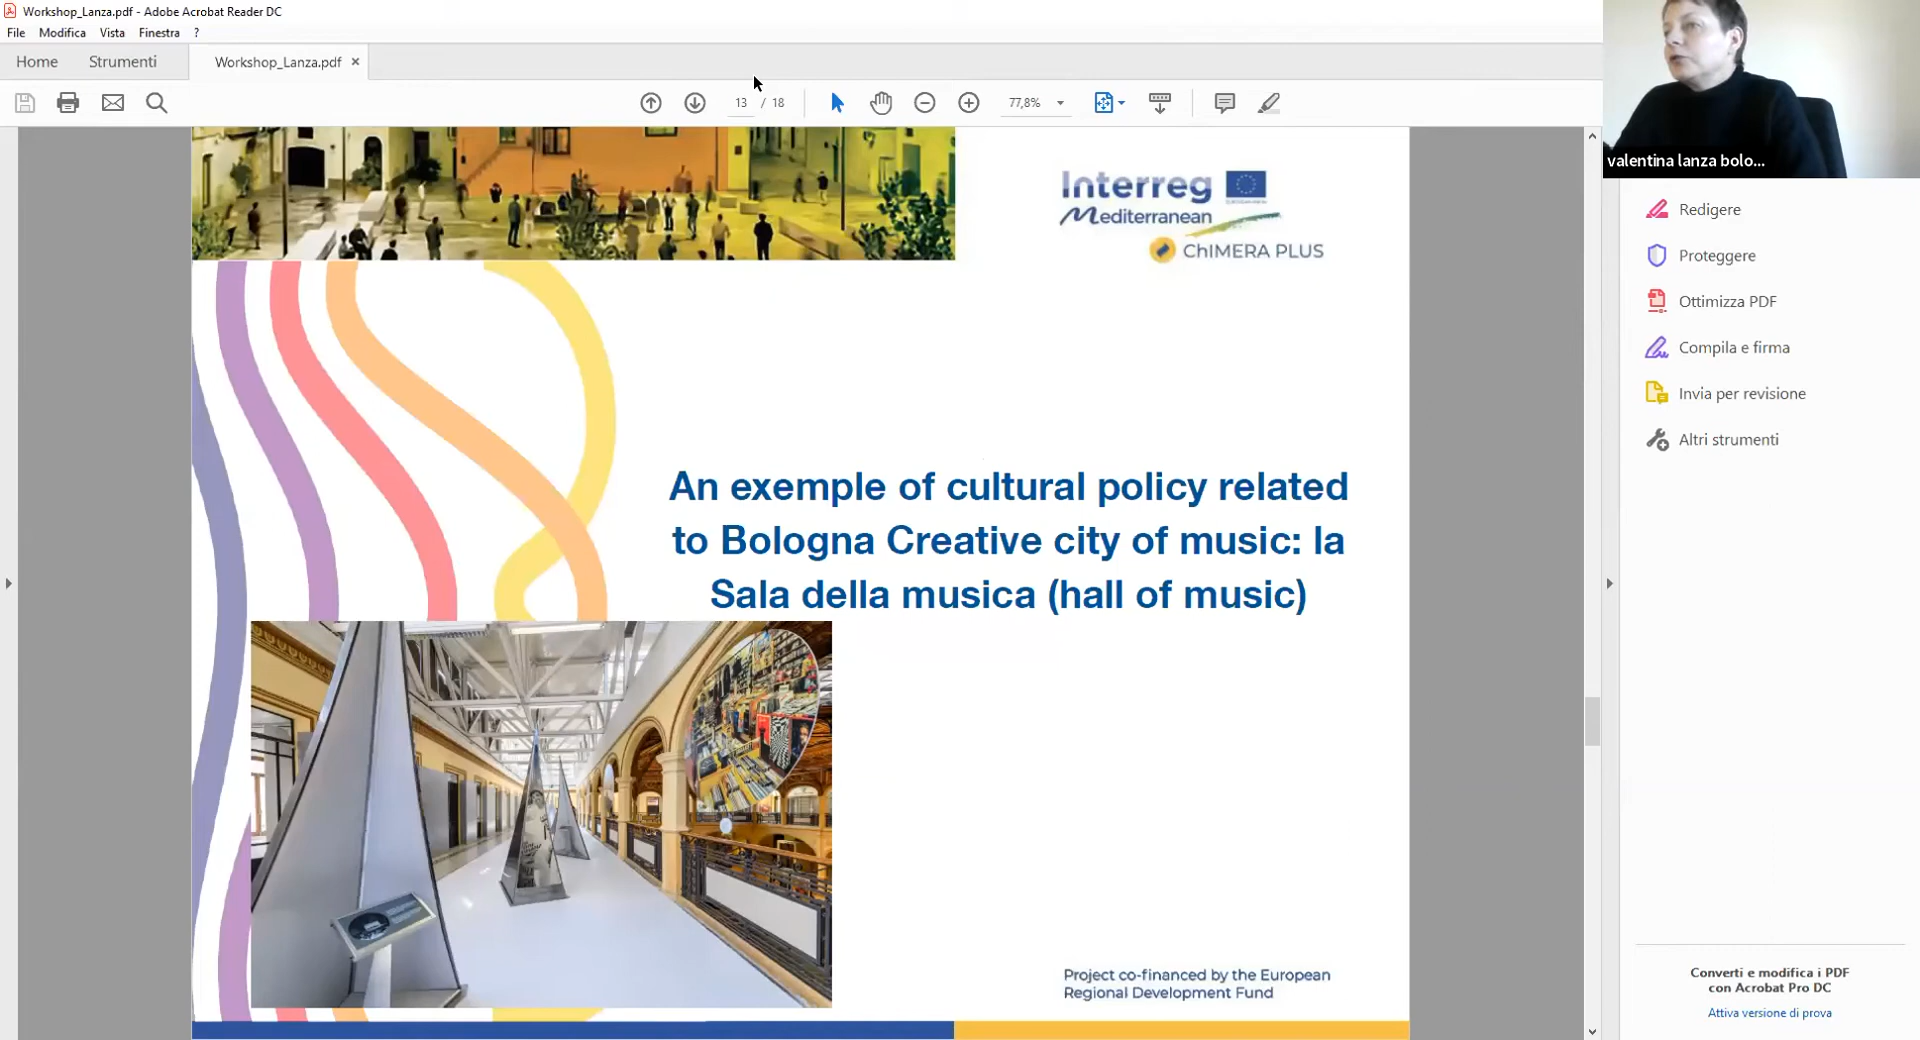 Workshop_Lanza.pdf - Adobe Acrobat Reader DC
File Modifica Vista Finestra ?
Home Strumenti Workshop_Lanza.pdf ×
13 / 18 77,8%
valentina lanza bolo...
Interreg
Mediterranean
ChIMERA PLUS
An exemple of cultural policy related
to Bologna Creative city of music: la
Sala della musica (hall of music)
Project co-financed by the European
Regional Development Fund
Redigere
Proteggere
Ottimizza PDF
Compila e firma
Invia per revisione
Altri strumenti
Converti e modifica i PDF
con Acrobat Pro DC
Attiva versione di prova